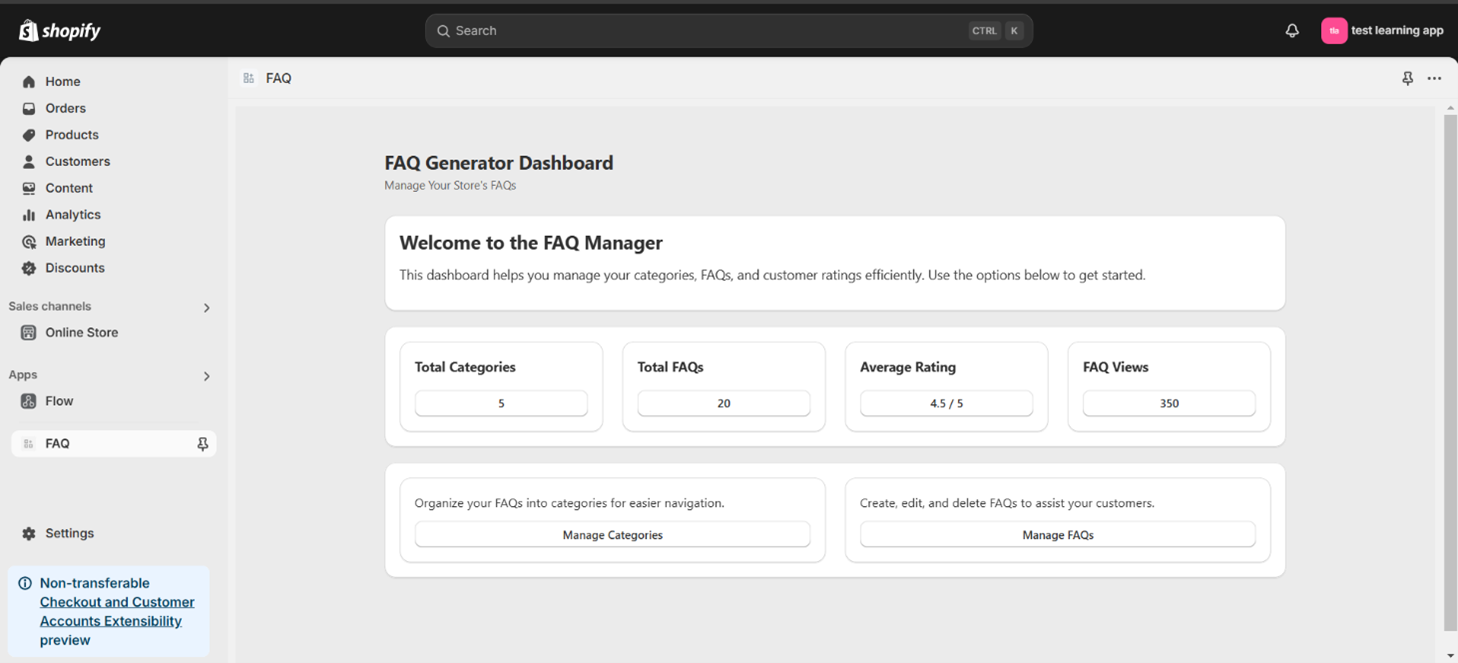 shopify
Search
CTRL K
test learning app
Home
Orders
Products
Customers
Content
Analytics
Marketing
Discounts
Sales channels
Online Store
Apps
Flow
FAQ
Settings
Non-transferable
Checkout and Customer
Accounts Extensibility
preview
FAQ
FAQ Generator Dashboard
Manage Your Store's FAQs
Welcome to the FAQ Manager
This dashboard helps you manage your categories, FAQs, and customer ratings efficiently. Use the options below to get started.
Total Categories
5
Total FAQs
20
Average Rating
4.5 / 5
FAQ Views
350
Organize your FAQs into categories for easier navigation.
Manage Categories
Create, edit, and delete FAQs to assist your customers.
Manage FAQs